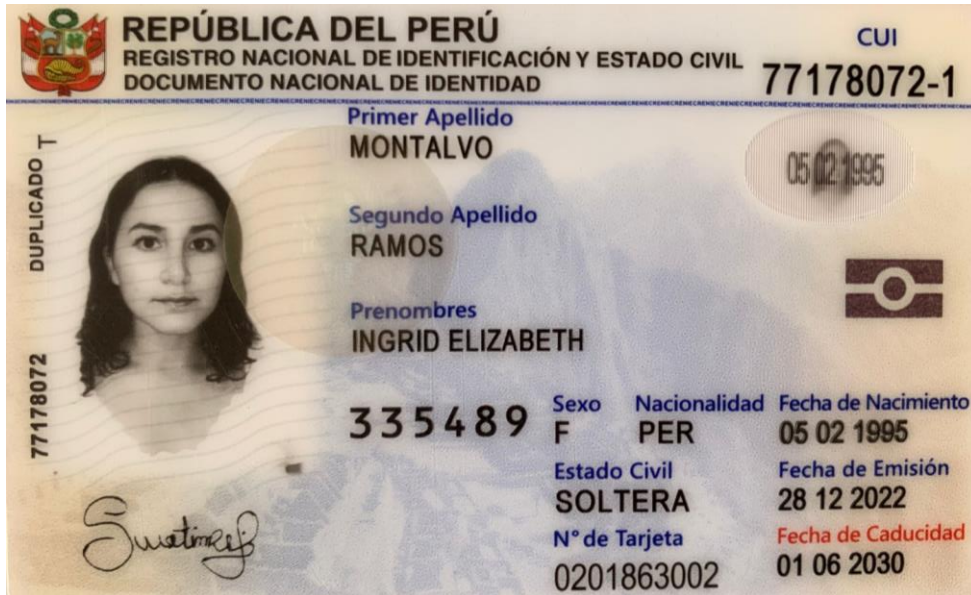 REPÚBLICA DEL PERÚ
REGISTRO NACIONAL DE IDENTIFICACIÓN Y ESTADO CIVIL
DOCUMENTO NACIONAL DE IDENTIDAD
CUI
77178072-1
Primer Apellido
MONTALVO
05 02 1995
Segundo Apellido
RAMOS
Prenombres
INGRID ELIZABETH
DUPLICADO T
77178072
335489
Sexo Nacionalidad Fecha de Nacimiento
F PER 05 02 1995
Estado Civil Fecha de Emisión
SOLTERA 28 12 2022
N° de Tarjeta Fecha de Caducidad
0201863002 01 06 2030